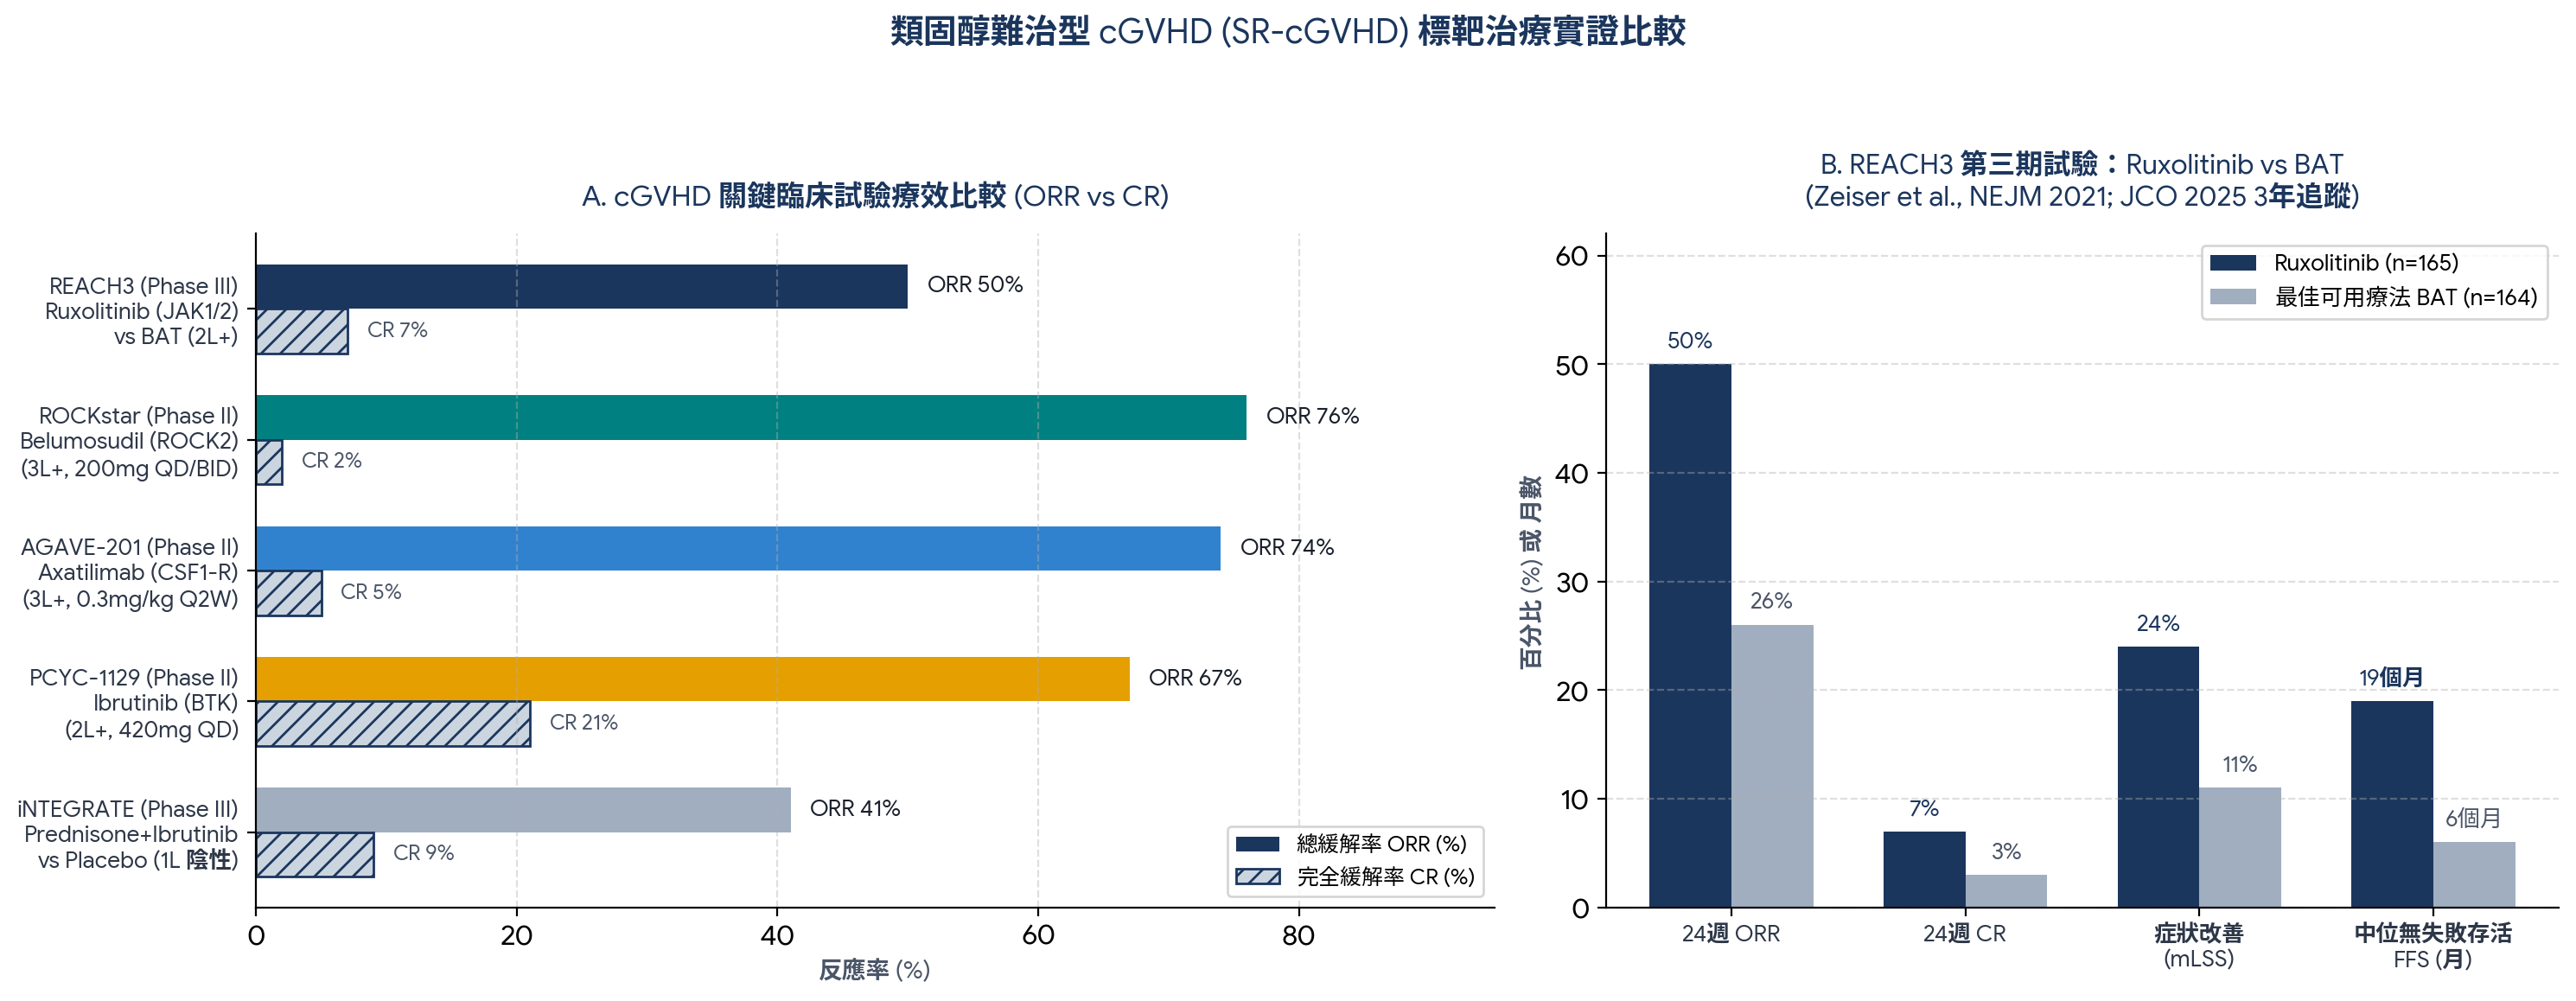 類固醇難治型 cGVHD (SR-cGVHD) 標靶治療實證比較
A. cGVHD 關鍵臨床試驗療效比較 (ORR vs CR)
REACH3 (Phase III)
Ruxolitinib (JAK1/2)
vs BAT (2L+)
ORR 50%
CR 7%
ROCKstar (Phase II)
Belumosudil (ROCK2)
(3L+, 200mg QD/BID)
ORR 76%
CR 2%
AGAVE-201 (Phase II)
Axatilimab (CSF1-R)
(3L+, 0.3mg/kg Q2W)
ORR 74%
CR 5%
PCYC-1129 (Phase II)
Ibrutinib (BTK)
(2L+, 420mg QD)
ORR 67%
CR 21%
iNTEGRATE (Phase III)
Prednisone+Ibrutinib
vs Placebo (1L 陰性)
ORR 41%
CR 9%
總緩解率 ORR (%)
完全緩解率 CR (%)
0 20 40 60 80
反應率 (%)
B. REACH3 第三期試驗：Ruxolitinib vs BAT
(Zeiser et al., NEJM 2021; JCO 2025 3年追蹤)
Ruxolitinib (n=165)
最佳可用療法 BAT (n=164)
百分比 (%) 或 月數
60
50
40
30
20
10
0
50%
26%
7%
3%
24%
11%
19個月
6個月
24週 ORR
24週 CR
症狀改善
(mLSS)
中位無失敗存活
FFS (月)